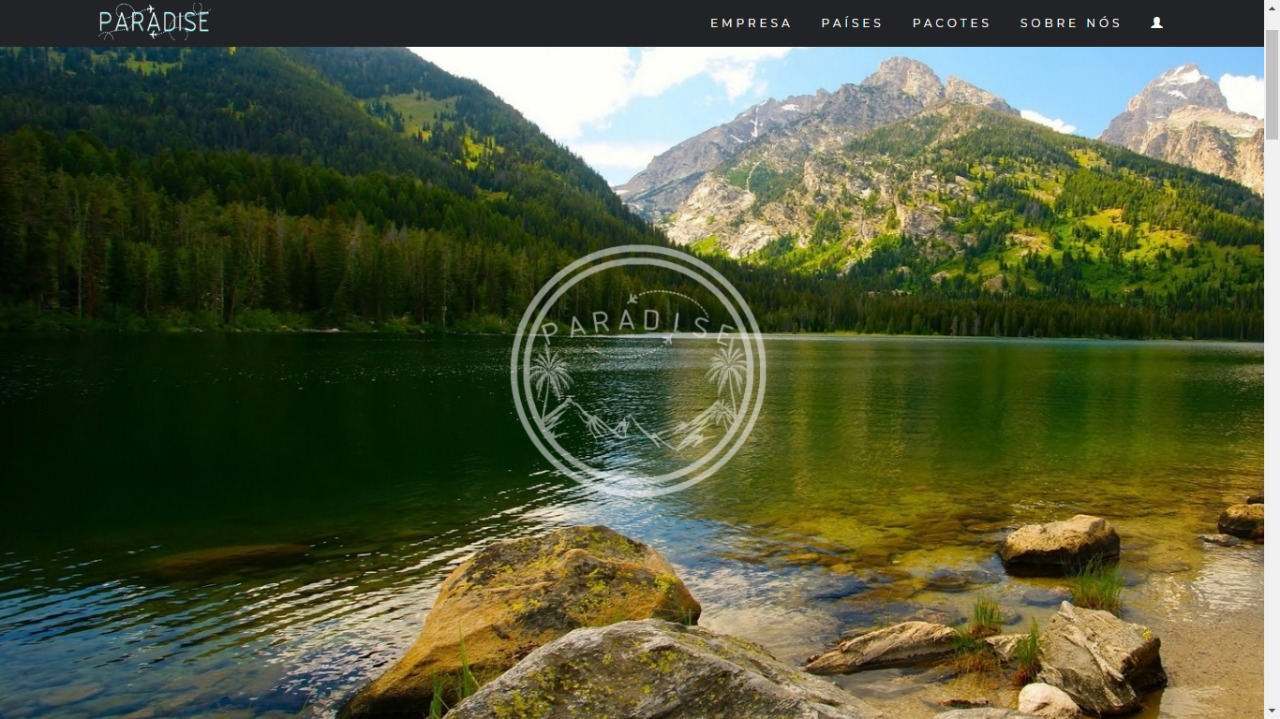 PARADISE
EMPRESA PAÍSES PACOTES SOBRE NÓS
PARADISE